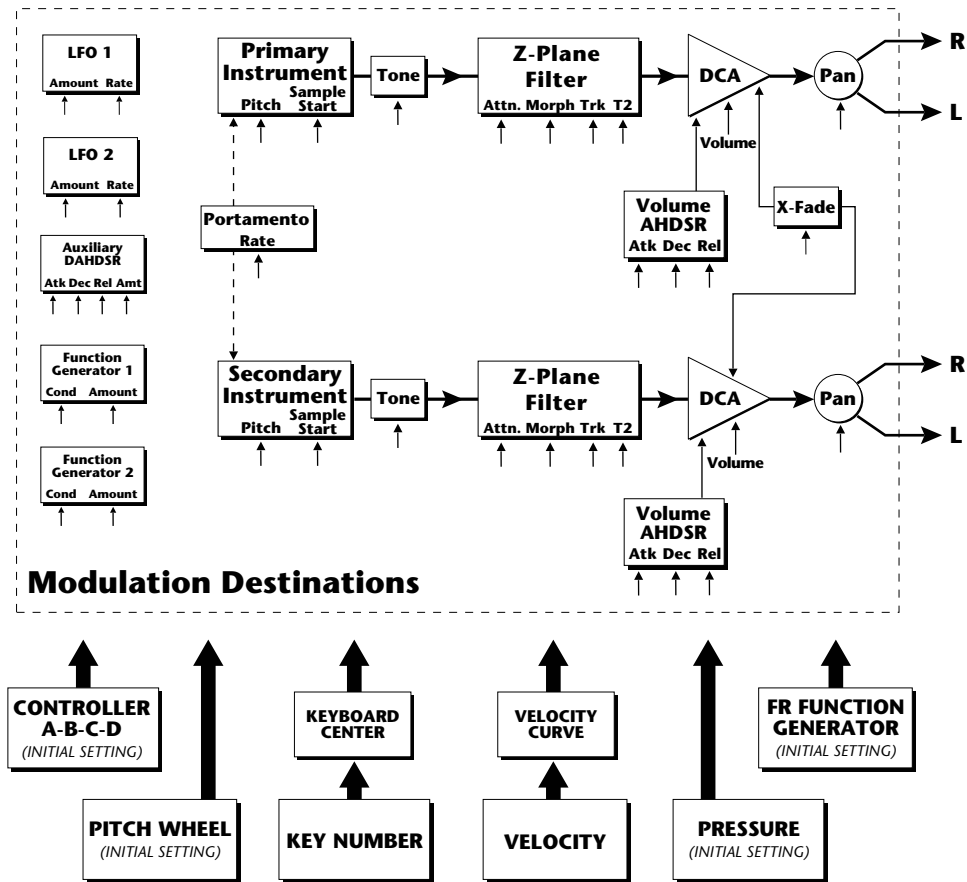 LFO 1
Amount Rate
LFO 2
Amount Rate
Auxiliary
DAHDSR
Atk Dec Rel Amt
Function
Generator 1
Cond Amount
Function
Generator 2
Cond Amount
Primary
Instrument
Sample
Pitch Start
Tone
Z-Plane
Filter
Attn. Morph Trk T2
DCA
Volume
Pan
R
L
Portamento
Rate
Volume
AHDSR
Atk Dec Rel
X-Fade
Secondary
Instrument
Sample
Pitch Start
Tone
Z-Plane
Filter
Attn. Morph Trk T2
DCA
Volume
Pan
R
L
Volume
AHDSR
Atk Dec Rel
Modulation Destinations
CONTROLLER
A-B-C-D
(INITIAL SETTING)
KEYBOARD
CENTER
VELOCITY
CURVE
FR FUNCTION
GENERATOR
(INITIAL SETTING)
PITCH WHEEL
(INITIAL SETTING)
KEY NUMBER
VELOCITY
PRESSURE
(INITIAL SETTING)